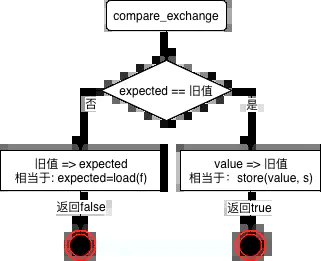 compare_exchange
expected == 旧值
否
是
旧值 => expected
相当于: expected=load(f)
value => 旧值
相当于： store(value, s)
返回false
返回true